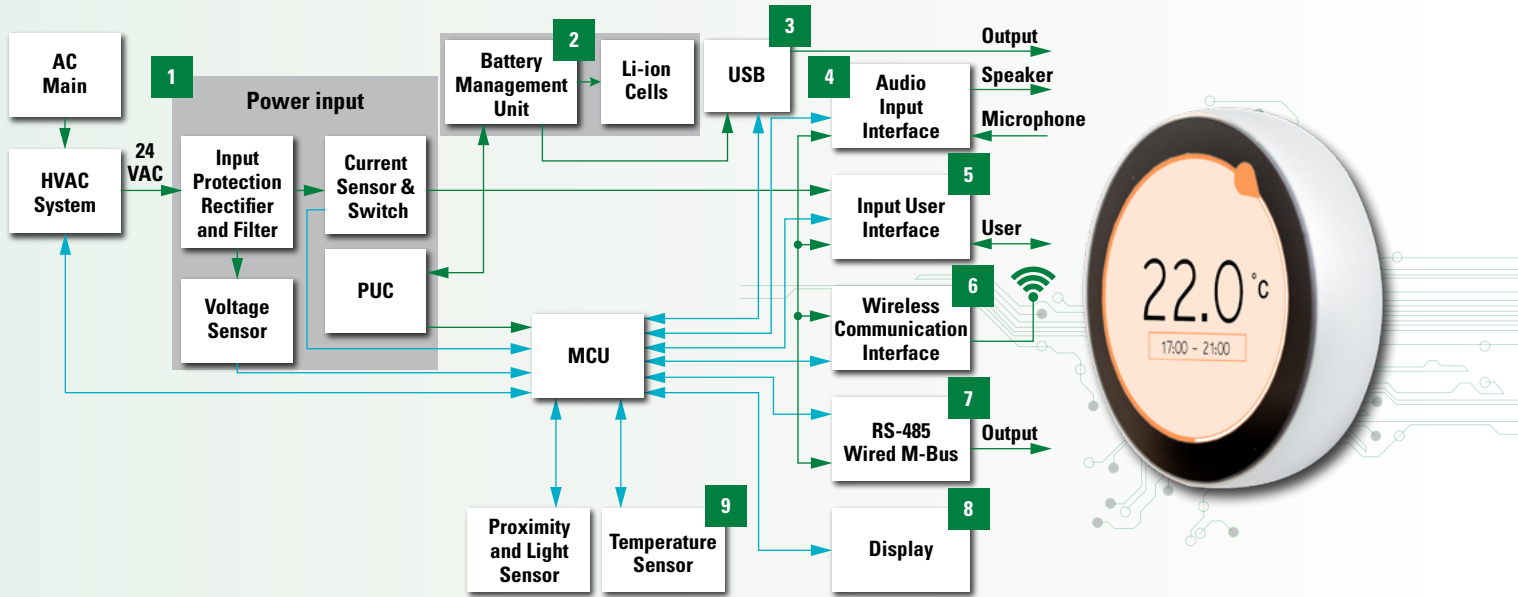 AC
Main
HVAC
System
24
VAC
1
Power input
Input
Protection
Rectifier
and Filter
Current
Sensor &
Switch
Voltage
Sensor
PUC
2
Battery
Management
Unit
Li-ion
Cells
3
USB
Output
4
Audio
Input
Interface
Speaker
Microphone
5
Input User
Interface
User
6
Wireless
Communication
Interface
MCU
7
RS-485
Wired M-Bus
Output
8
Display
Proximity
and Light
Sensor
9
Temperature
Sensor
22.0 °C
17:00 - 21:00